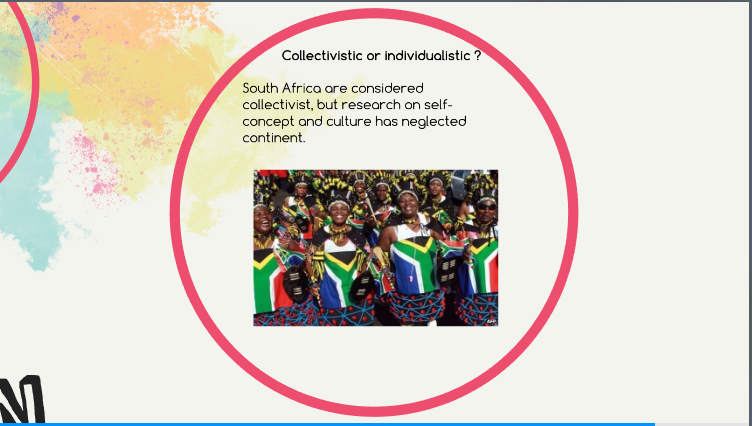 Collectivistic or individualistic ?
South Africa are considered
collectivist, but research on self-
concept and culture has neglected
continent.